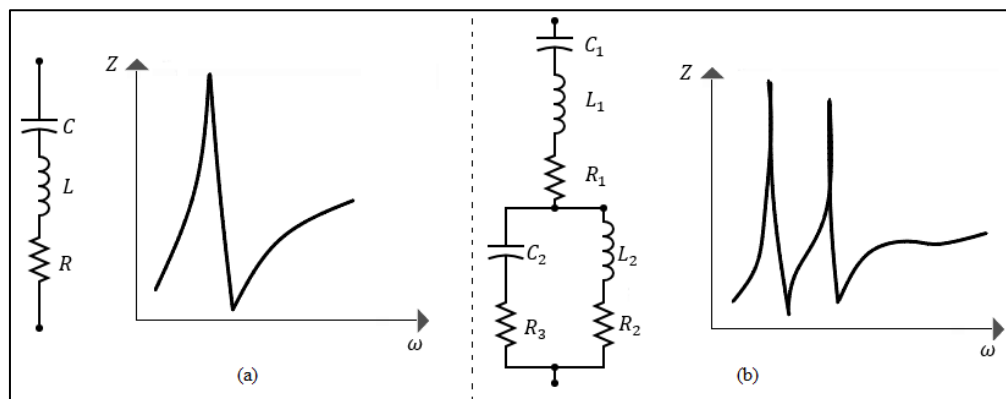 C
L
R
Z
ω
(a)
C₁
L₁
R₁
C₂
L₂
R₃
R₂
Z
ω
(b)